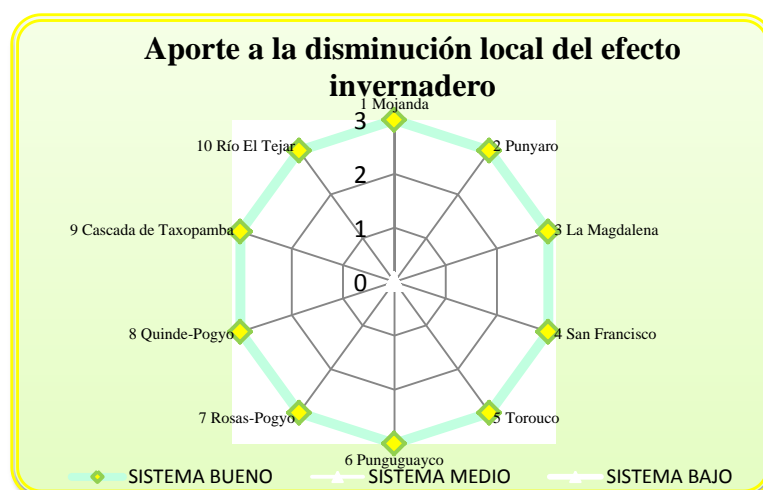 Aporte a la disminución local del efecto
invernadero
1 Mojanda
3
10 Río El Tejar
2 Punyaro
2
9 Cascada de Taxopamba
1
3 La Magdalena
0
8 Quinde-Pogyo
4 San Francisco
7 Rosas-Pogyo
5 Torouco
6 Punguguayco
SISTEMA BUENO
SISTEMA MEDIO
SISTEMA BAJO